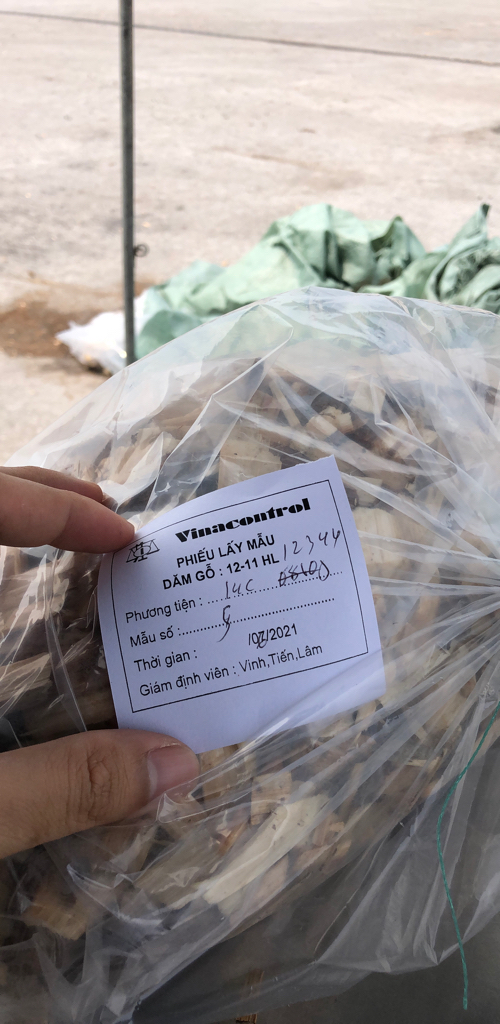 Vinacontrol
PHIẾU LẤY MẪU
DĂM GỖ : 12-11 HL 12344
Phương tiện : 14C
Mẫu số :
Thời gian : /2021
Giám định viên : Vinh,Tiến,Lâm